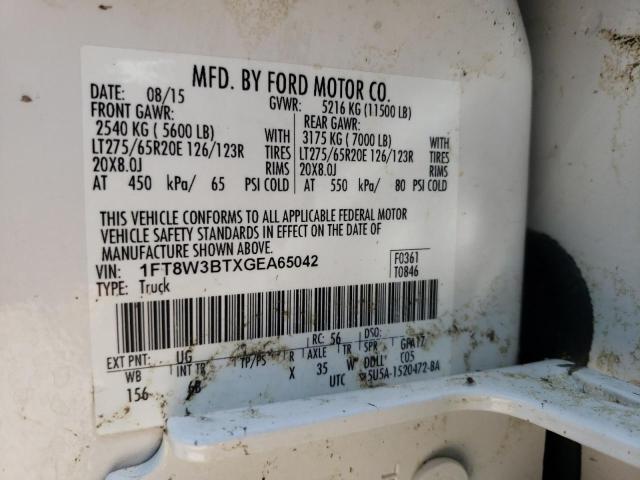 MFD. BY FORD MOTOR CO.
DATE: 08/15 GVWR: 5216 KG (11500 LB)
FRONT GAWR: REAR GAWR:
2540 KG ( 5600 LB) WITH 3175 KG ( 7000 LB) WITH
LT275/65R20E 126/123R TIRES LT275/65R20E 126/123R TIRES
20X8.0J RIMS 20X8.0J RIMS
AT 450 kPa/ 65 PSI COLD AT 550 kPa/ 80 PSI COLD
THIS VEHICLE CONFORMS TO ALL APPLICABLE FEDERAL MOTOR
VEHICLE SAFETY STANDARDS IN EFFECT ON THE DATE OF
MANUFACTURE SHOWN ABOVE.
VIN: 1FT8W3BTXGEA65042 F0361
TYPE: Truck T0846
RC: 56 DSO:
EXT PNT: UG R AXLE TR SPR GPA17
WB INT TR TP/PS X 35 W DDLL C05
156 UTC 5U5A-1520472-BA